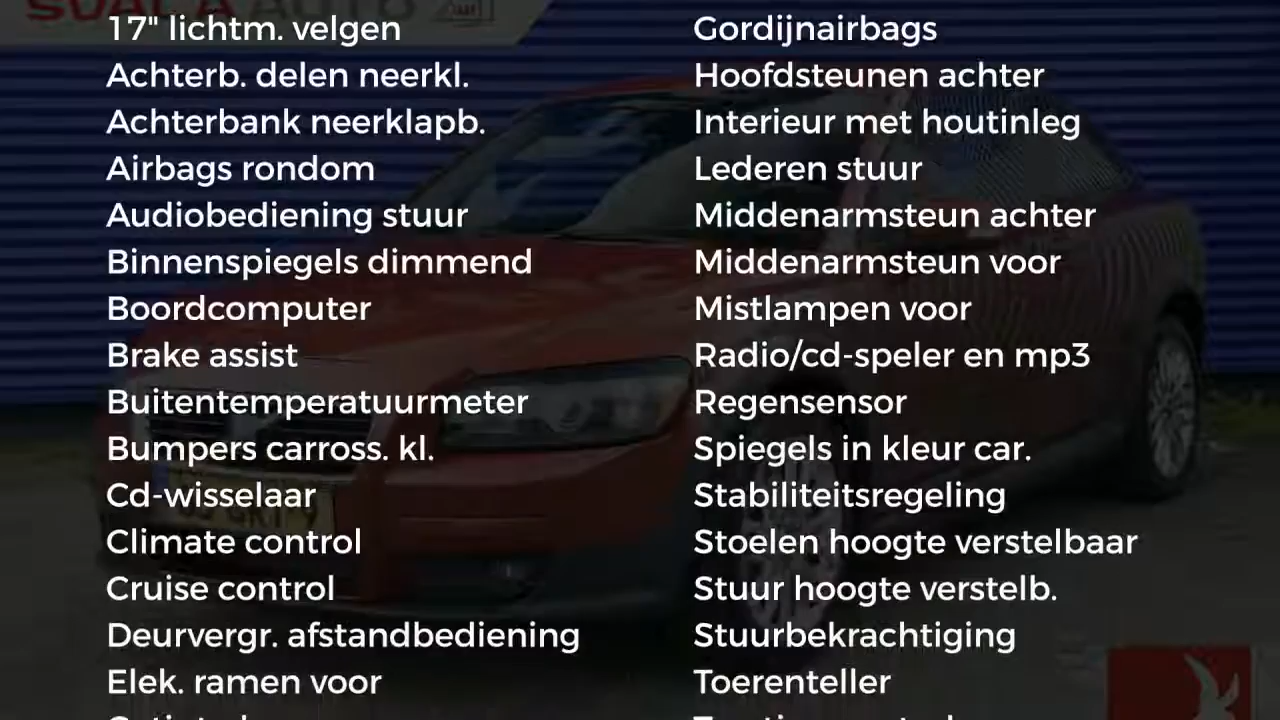 17" lichtm. velgen
Achterb. delen neerkl.
Achterbank neerklapb.
Airbags rondom
Audiobediening stuur
Binnenspiegels dimmend
Boordcomputer
Brake assist
Buitentemperatuurmeter
Bumpers carross. kl.
Cd-wisselaar
Climate control
Cruise control
Deurvergr. afstandbediening
Elek. ramen voor
Gordijnairbags
Hoofdsteunen achter
Interieur met houtinleg
Lederen stuur
Middenarmsteun achter
Middenarmsteun voor
Mistlampen voor
Radio/cd-speler en mp3
Regensensor
Spiegels in kleur car.
Stabiliteitsregeling
Stoelen hoogte verstelbaar
Stuur hoogte verstelb.
Stuurbekrachtiging
Toerenteller